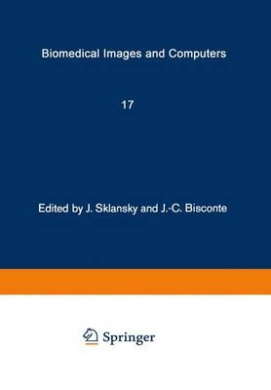 Biomedical Images and Computers
17
Edited by J. Sklansky and J.-C. Bisconte
Springer